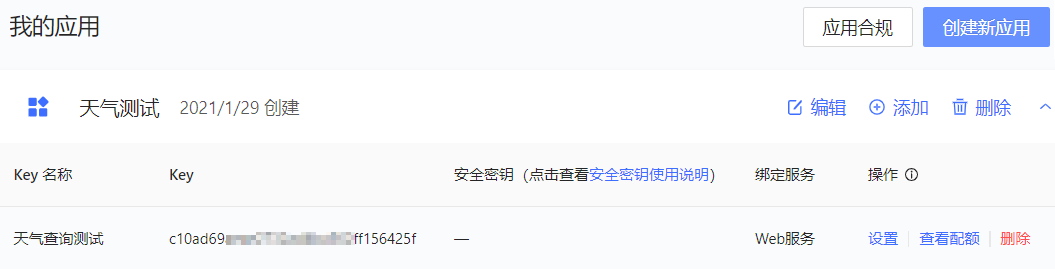 我的应用 应用合规 创建新应用
天气测试 2021/1/29 创建 编辑 添加 删除
Key 名称 Key 安全密钥（点击查看安全密钥使用说明） 绑定服务 操作
天气查询测试 c10ad69 ff156425f — Web服务 设置 查看配额 删除